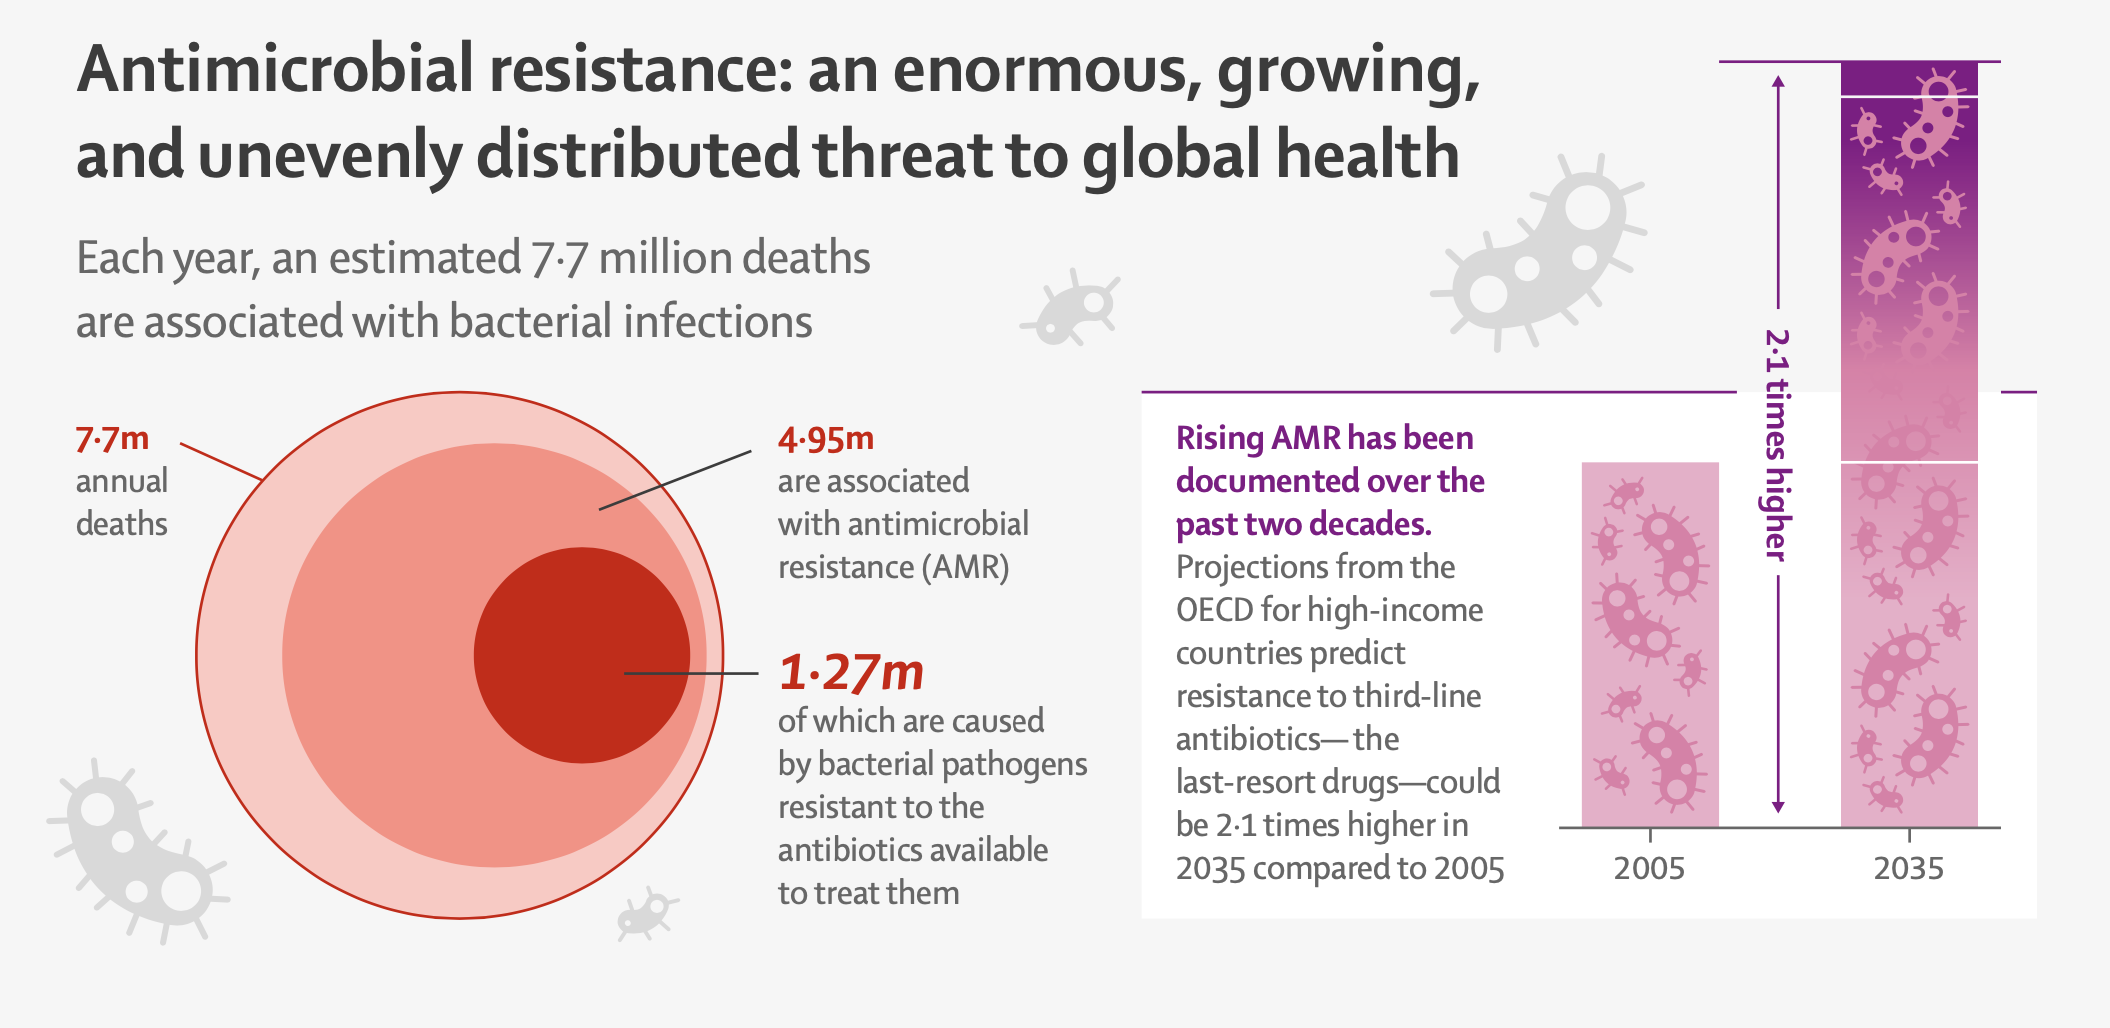 Antimicrobial resistance: an enormous, growing,
and unevenly distributed threat to global health
Each year, an estimated 7·7 million deaths
are associated with bacterial infections
7·7m
annual
deaths
4·95m
are associated
with antimicrobial
resistance (AMR)
1·27m
of which are caused
by bacterial pathogens
resistant to the
antibiotics available
to treat them
Rising AMR has been
documented over the
past two decades.
Projections from the
OECD for high-income
countries predict
resistance to third-line
antibiotics—the
last-resort drugs—could
be 2·1 times higher in
2035 compared to 2005
2·1 times higher
2005
2035